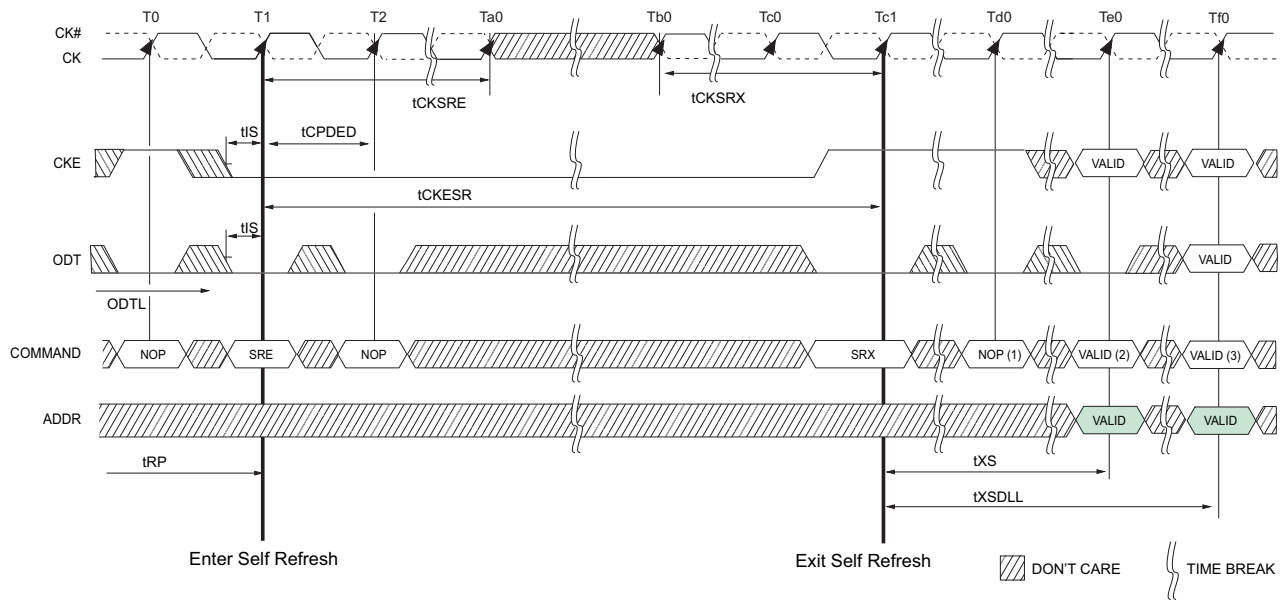 T0 T1 T2 Ta0 Tb0 Tc0 Tc1 Td0 Te0 Tf0
CK#
CK
tCKSRE
tCKSRX
tIS
tCPDED
CKE
VALID
VALID
tCKESR
tIS
ODT
VALID
ODTL
COMMAND
NOP
SRE
NOP
SRX
NOP (1)
VALID (2)
VALID (3)
ADDR
VALID
VALID
tRP
tXS
tXSDLL
Enter Self Refresh
Exit Self Refresh
DON'T CARE
TIME BREAK